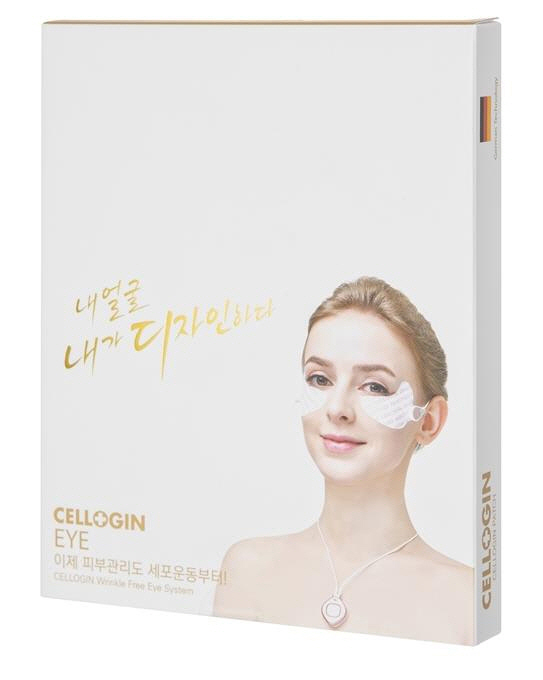 내 얼굴
내가 디자인하다
CELLOGIN
EYE
이제 피부관리도 세포운동부터!
CELLOGIN Wrinkle Free Eye System
German Technology
CELLOGIN
CELLOGIN PATCH